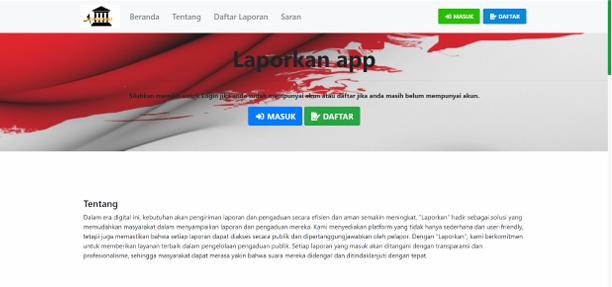 Beranda Tentang Daftar Laporan Saran MASUK DAFTAR
Laporkan app
Silahkan memilih untuk Login jika anda sudah mempunyai akun atau daftar jika anda masih belum mempunyai akun.
MASUK DAFTAR
Tentang
Dalam era digital ini, kebutuhan akan pengiriman laporan dan pengaduan secara efisien dan aman semakin meningkat. "Laporkan" hadir sebagai solusi yang
memudahkan masyarakat dalam menyampaikan laporan dan pengaduan mereka. Kami menyediakan platform yang tidak hanya sederhana dan user-friendly,
tetapi juga memastikan bahwa setiap laporan dapat diakses secara publik dan dipertanggungjawabkan oleh pelapor. Dengan "Laporkan", kami berkomitmen
untuk memberikan layanan terbaik dalam pengelolaan pengaduan publik. Setiap laporan yang masuk akan ditangani dengan transparansi dan
profesionalisme, sehingga masyarakat dapat merasa yakin bahwa suara mereka didengar dan ditindaklanjuti dengan tepat.